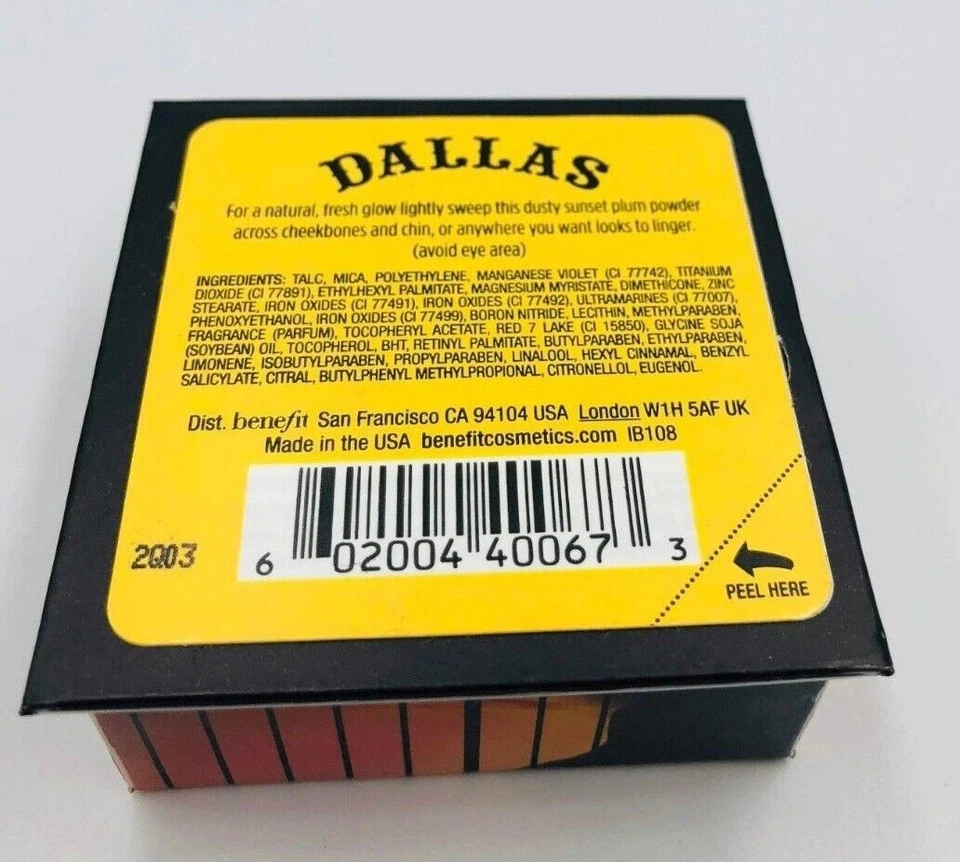 DALLAS
For a natural, fresh glow lightly sweep this dusty sunset plum powder
across cheekbones and chin, or anywhere you want looks to linger.
(avoid eye area)
INGREDIENTS: TALC, MICA, POLYETHYLENE, MANGANESE VIOLET (CI 77742), TITANIUM
DIOXIDE (CI 77891), ETHYLHEXYL PALMITATE, MAGNESIUM MYRISTATE, DIMETHICONE, ZINC
STEARATE, IRON OXIDES (CI 77491), IRON OXIDES (CI 77492), ULTRAMARINES (CI 77007),
PHENOXYETHANOL, IRON OXIDES (CI 77499), BORON NITRIDE, LECITHIN, METHYLPARABEN,
FRAGRANCE (PARFUM), TOCOPHERYL ACETATE, RED 7 LAKE (CI 15850), GLYCINE SOJA
(SOYBEAN) OIL, TOCOPHEROL, BHT, RETINYL PALMITATE, BUTYLPARABEN, ETHYLPARABEN,
LIMONENE, ISOBUTYLPARABEN, PROPYLPARABEN, LINALOOL, HEXYL CINNAMAL, BENZYL
SALICYLATE, CITRAL, BUTYLPHENYL METHYLPROPIONAL, CITRONELLOL, EUGENOL.
Dist. benefit San Francisco CA 94104 USA London W1H 5AF UK
Made in the USA benefitcosmetics.com IB108
6 02004 40067 3
PEEL HERE